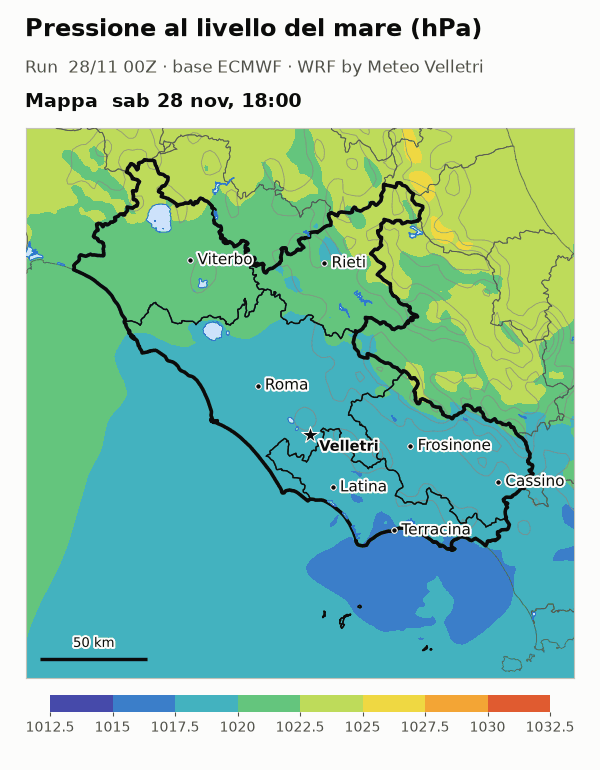 Pressione al livello del mare (hPa)
Run  28/11 00Z · base ECMWF · WRF by Meteo Velletri
Mappa  sab 28 nov, 18:00
Viterbo
Rieti
Roma
Velletri
Frosinone
Cassino
Latina
Terracina
50 km
1012.5 1015 1017.5 1020 1022.5 1025 1027.5 1030 1032.5